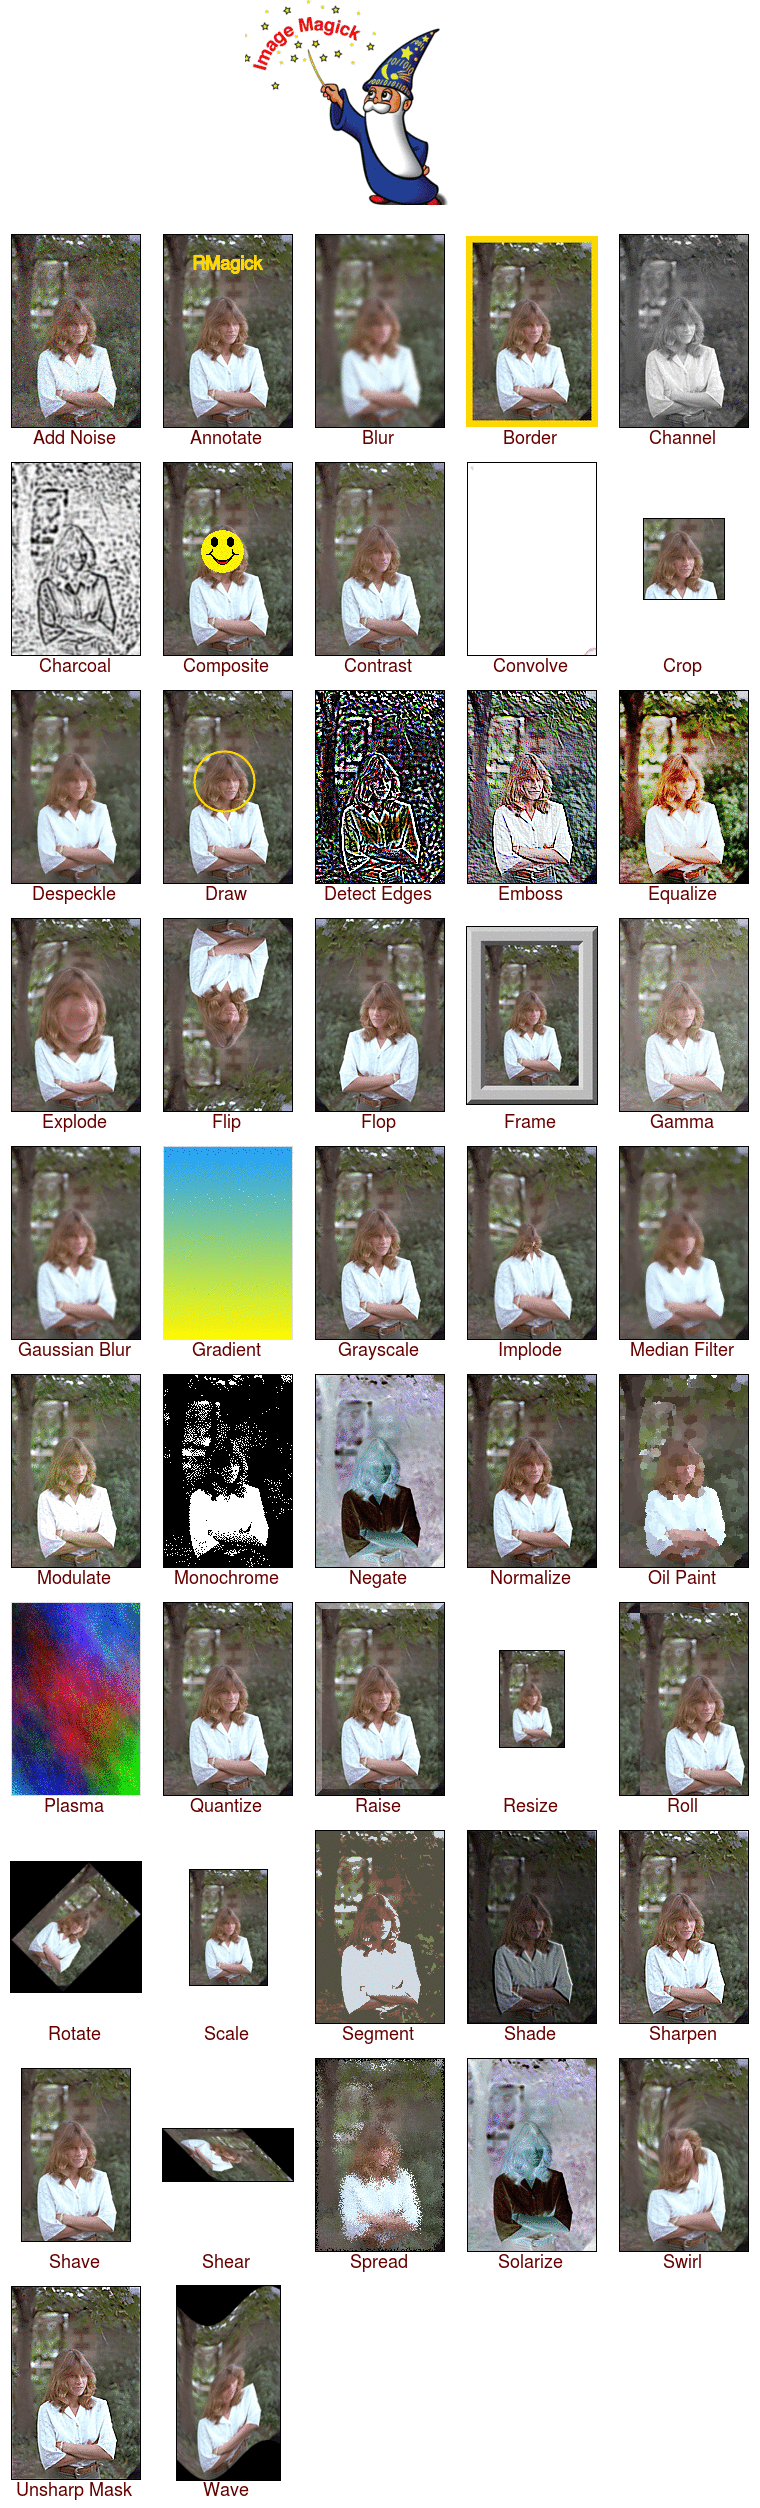 Image Magick
Add Noise
RMagick
Annotate
Blur
Border
Channel
Charcoal
Composite
Contrast
Convolve
Crop
Despeckle
Draw
Detect Edges
Emboss
Equalize
Explode
Flip
Flop
Frame
Gamma
Gaussian Blur
Gradient
Grayscale
Implode
Median Filter
Modulate
Monochrome
Negate
Normalize
Oil Paint
Plasma
Quantize
Raise
Resize
Roll
Rotate
Scale
Segment
Shade
Sharpen
Shave
Shear
Spread
Solarize
Swirl
Unsharp Mask
Wave